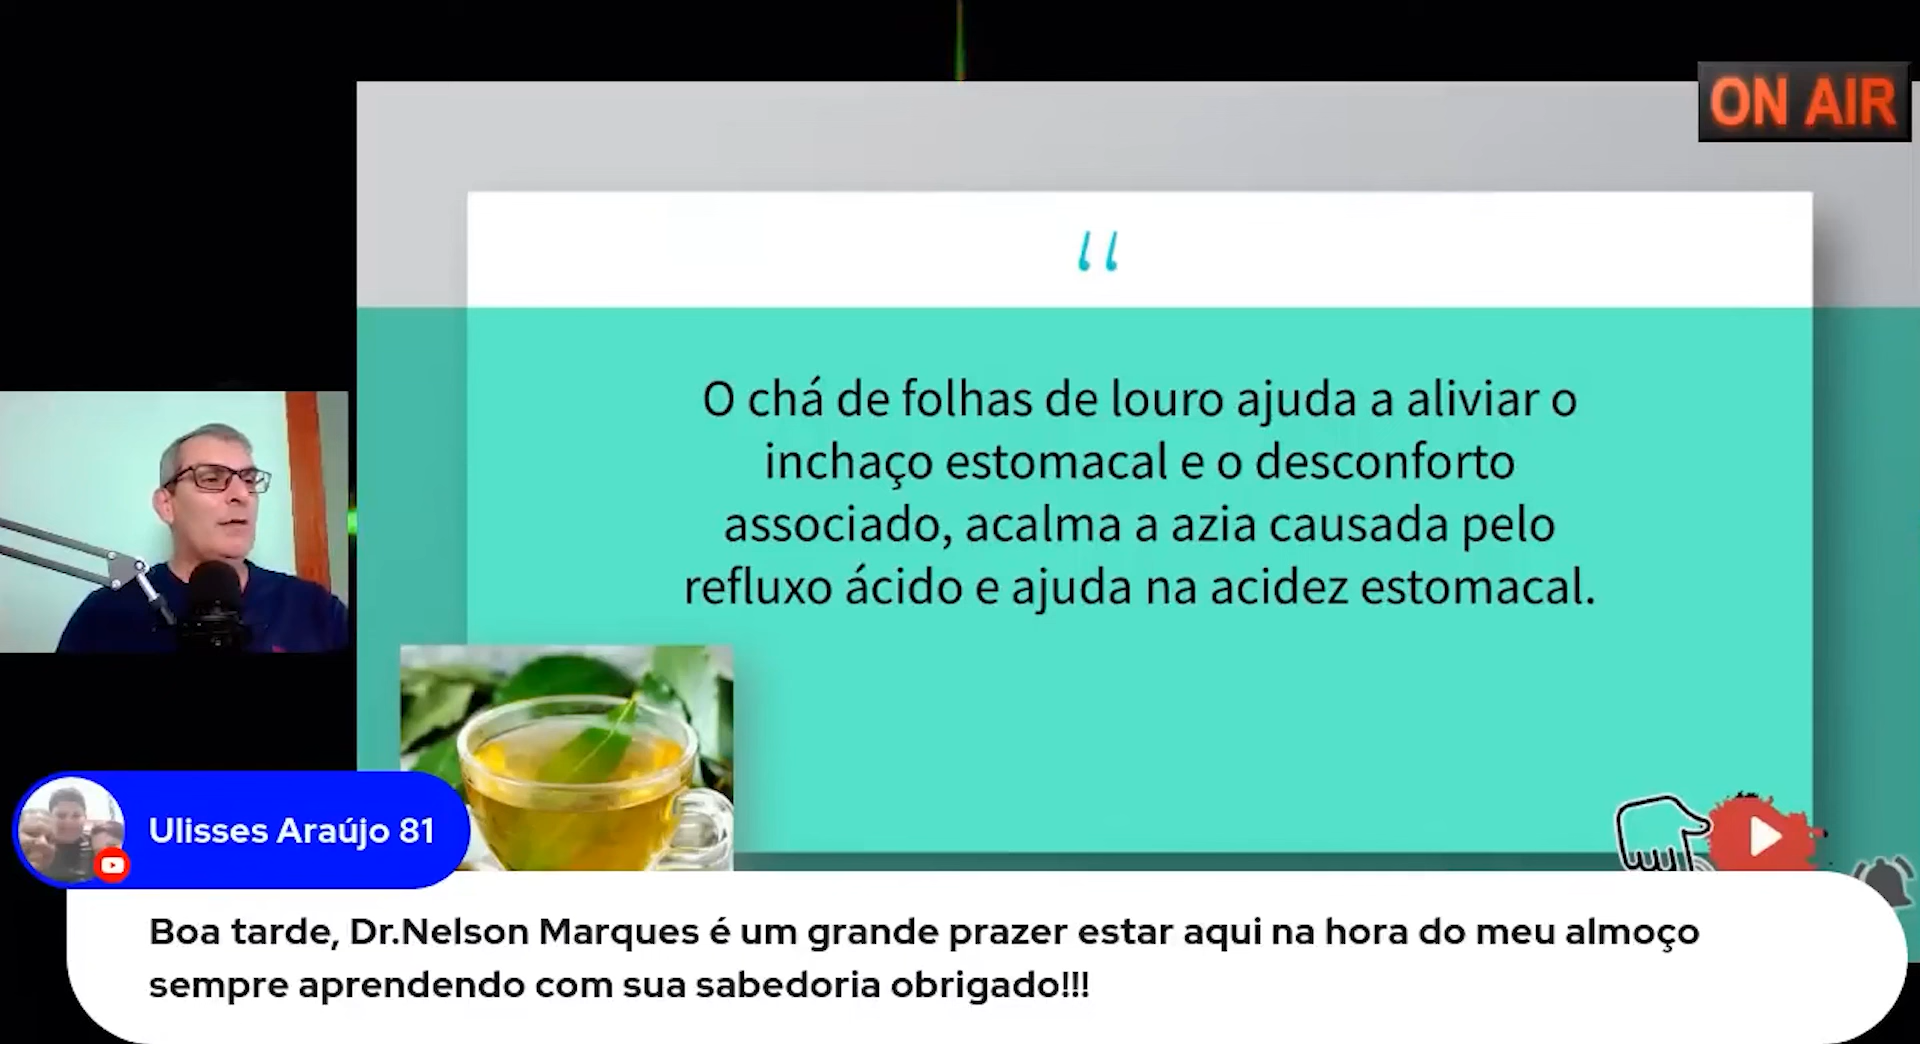 ON AIR
“
O chá de folhas de louro ajuda a aliviar o
inchaço estomacal e o desconforto
associado, acalma a azia causada pelo
refluxo ácido e ajuda na acidez estomacal.
Ulisses Araújo 81
Boa tarde, Dr.Nelson Marques é um grande prazer estar aqui na hora do meu almoço
sempre aprendendo com sua sabedoria obrigado!!!